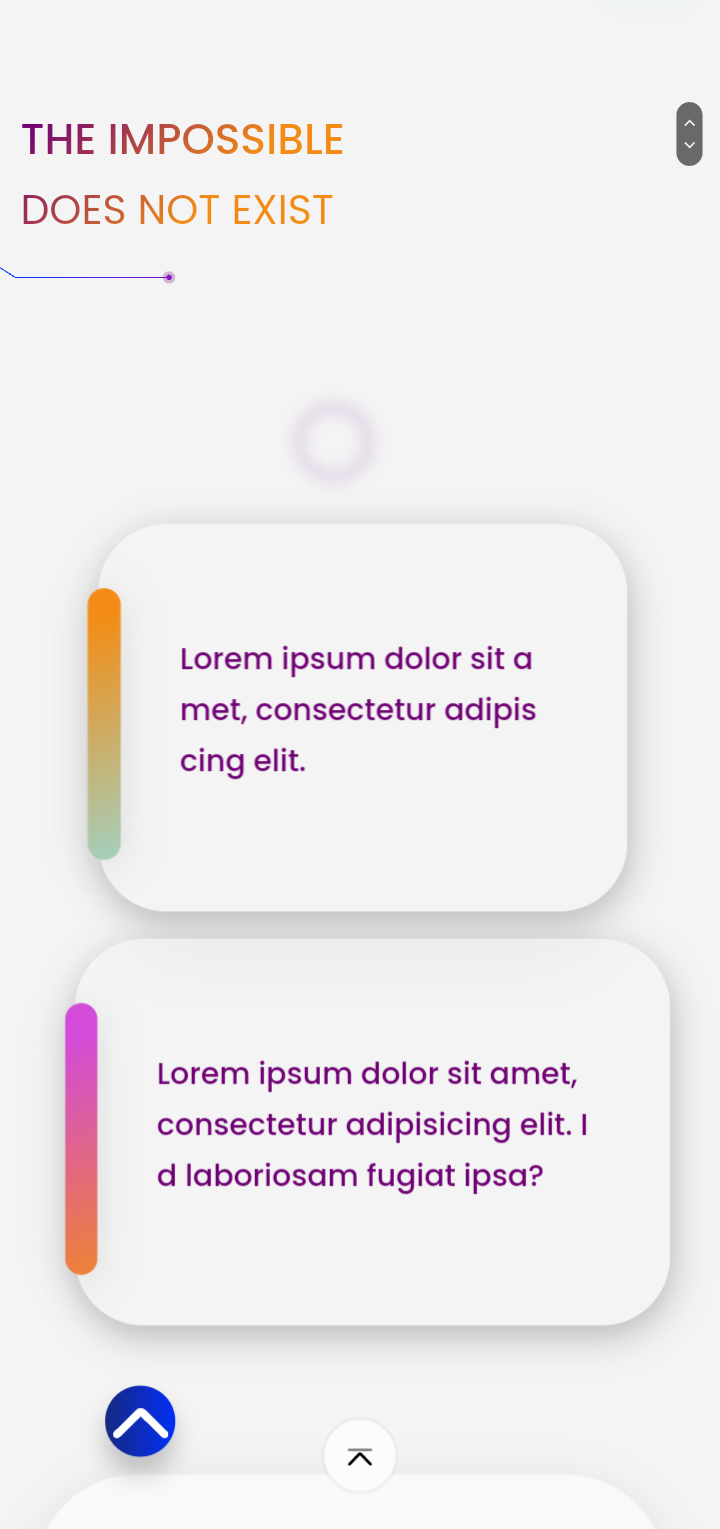 THE IMPOSSIBLE
DOES NOT EXIST
Lorem ipsum dolor sit a
met, consectetur adipis
cing elit.
Lorem ipsum dolor sit amet,
consectetur adipisicing elit. I
d laboriosam fugiat ipsa?